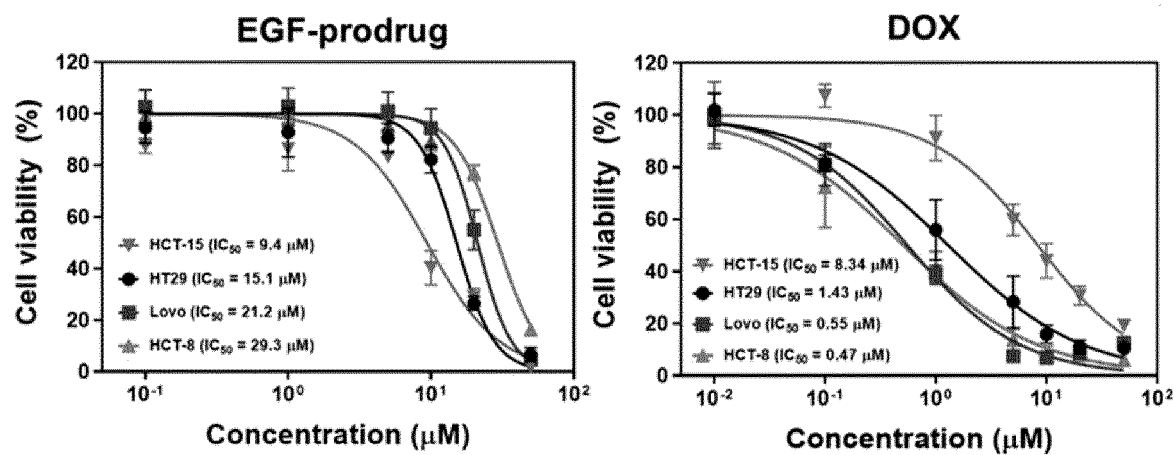 EGF-prodrug
120
100
80
60
40
20
0
Cell viability (%)
HCT-15 (IC50 = 9.4 μM)
HT29 (IC50 = 15.1 μM)
Lovo (IC50 = 21.2 μM)
HCT-8 (IC50 = 29.3 μM)
10-1
100
101
102
Concentration (μM)
DOX
120
100
80
60
40
20
0
Cell viability (%)
HCT-15 (IC50 = 8.34 μM)
HT29 (IC50 = 1.43 μM)
Lovo (IC50 = 0.55 μM)
HCT-8 (IC50 = 0.47 μM)
10-2
10-1
100
101
102
Concentration (μM)